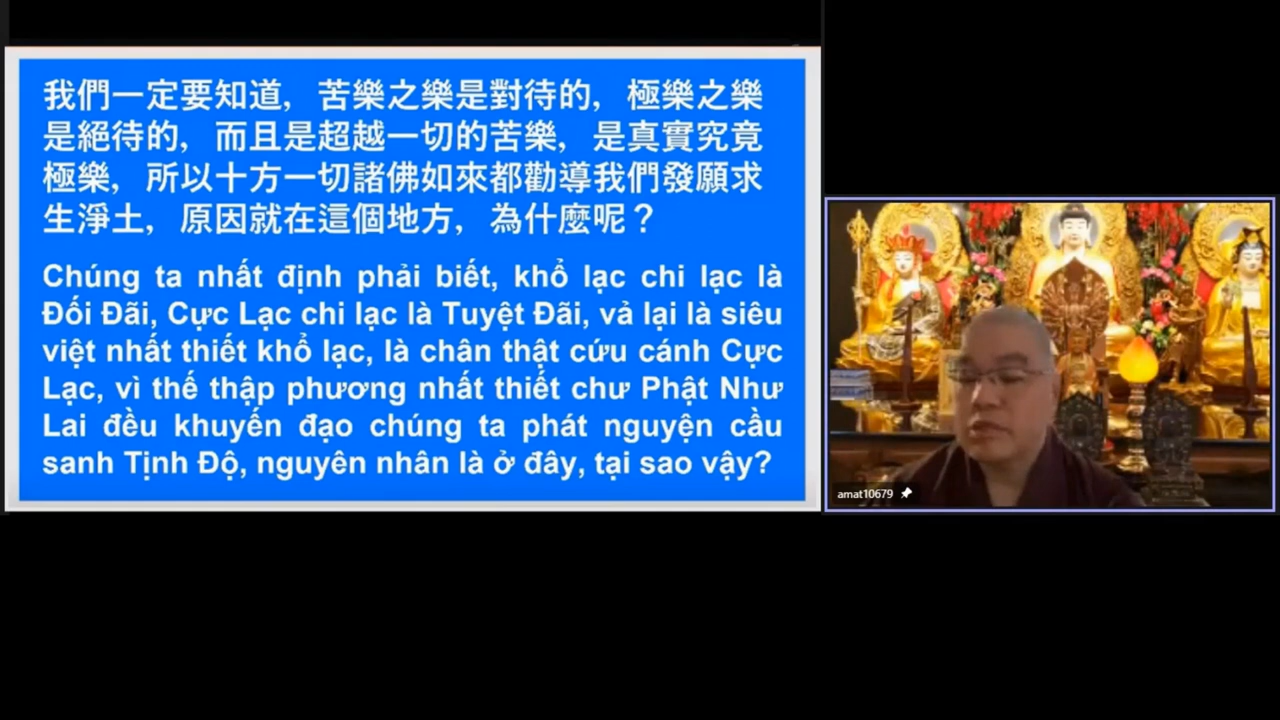 我們一定要知道，苦樂之樂是對待的，極樂之樂
是絕待的，而且是超越一切的苦樂，是真實究竟
極樂，所以十方一切諸佛如來都勸導我們發願求
生淨土，原因就在這個地方，為什麼呢？
Chúng ta nhất định phải biết, khổ lạc chi lạc là
Đối Đãi, Cực Lạc chi lạc là Tuyệt Đãi, vả lại là siêu
việt nhất thiết khổ lạc, là chân thật cứu cánh Cực
Lạc, vì thế thập phương nhất thiết chư Phật Như
Lai đều khuyến đạo chúng ta phát nguyện cầu
sanh Tịnh Độ, nguyên nhân là ở đây, tại sao vậy?
amat10679